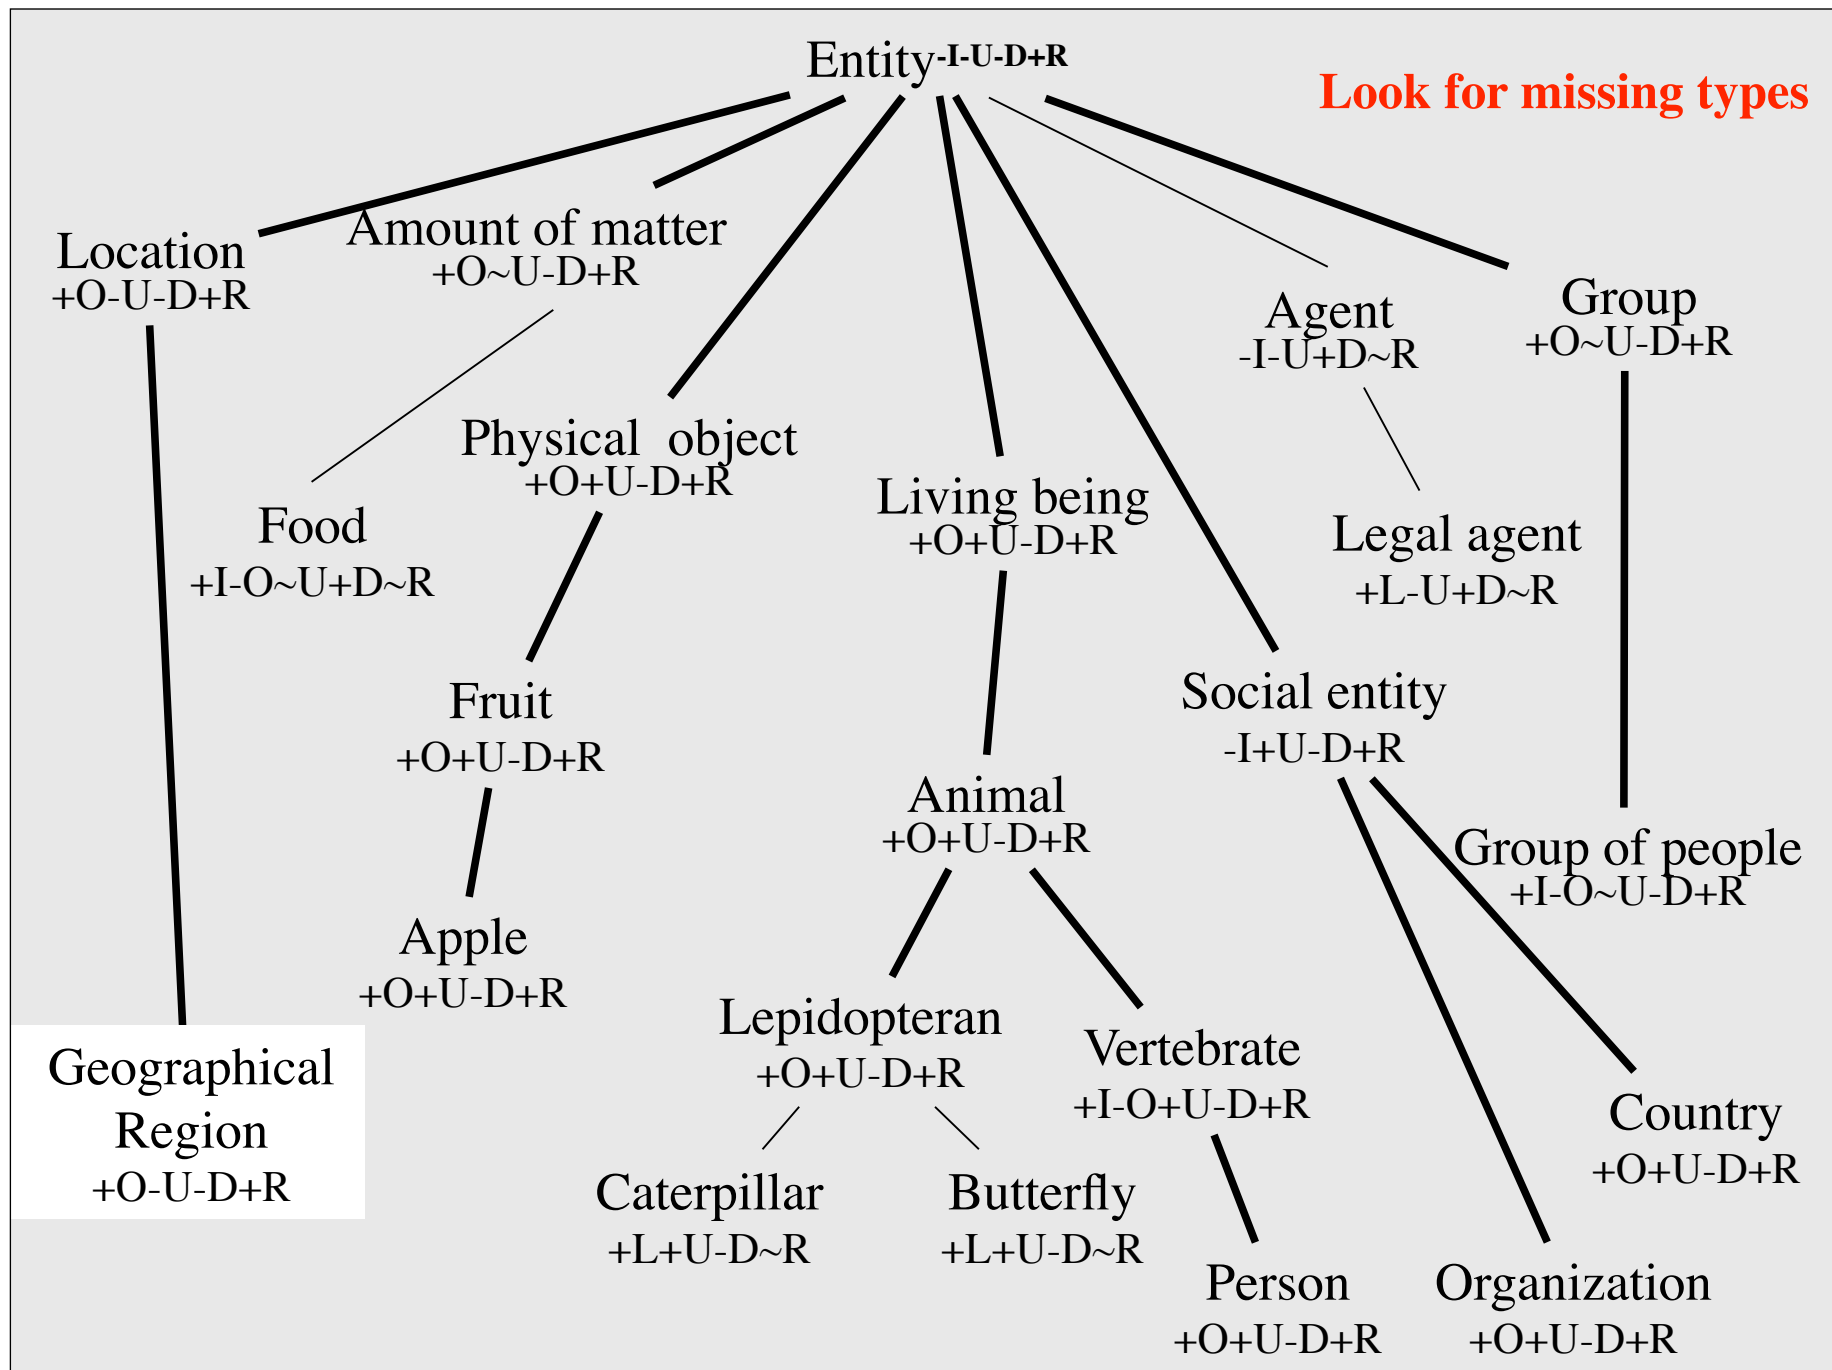 Entity-I-U-D+R
Look for missing types
Location
+O-U-D+R
Amount of matter
+O~U-D+R
Agent
-I-U+D~R
Group
+O~U-D+R
Physical object
+O+U-D+R
Living being
+O+U-D+R
Food
+I-O~U+D~R
Legal agent
+L-U+D~R
Fruit
+O+U-D+R
Social entity
-I+U-D+R
Animal
+O+U-D+R
Group of people
+I-O~U-D+R
Apple
+O+U-D+R
Lepidopteran
+O+U-D+R
Vertebrate
+I-O+U-D+R
Geographical
Region
+O-U-D+R
Country
+O+U-D+R
Caterpillar
+L+U-D~R
Butterfly
+L+U-D~R
Person
+O+U-D+R
Organization
+O+U-D+R